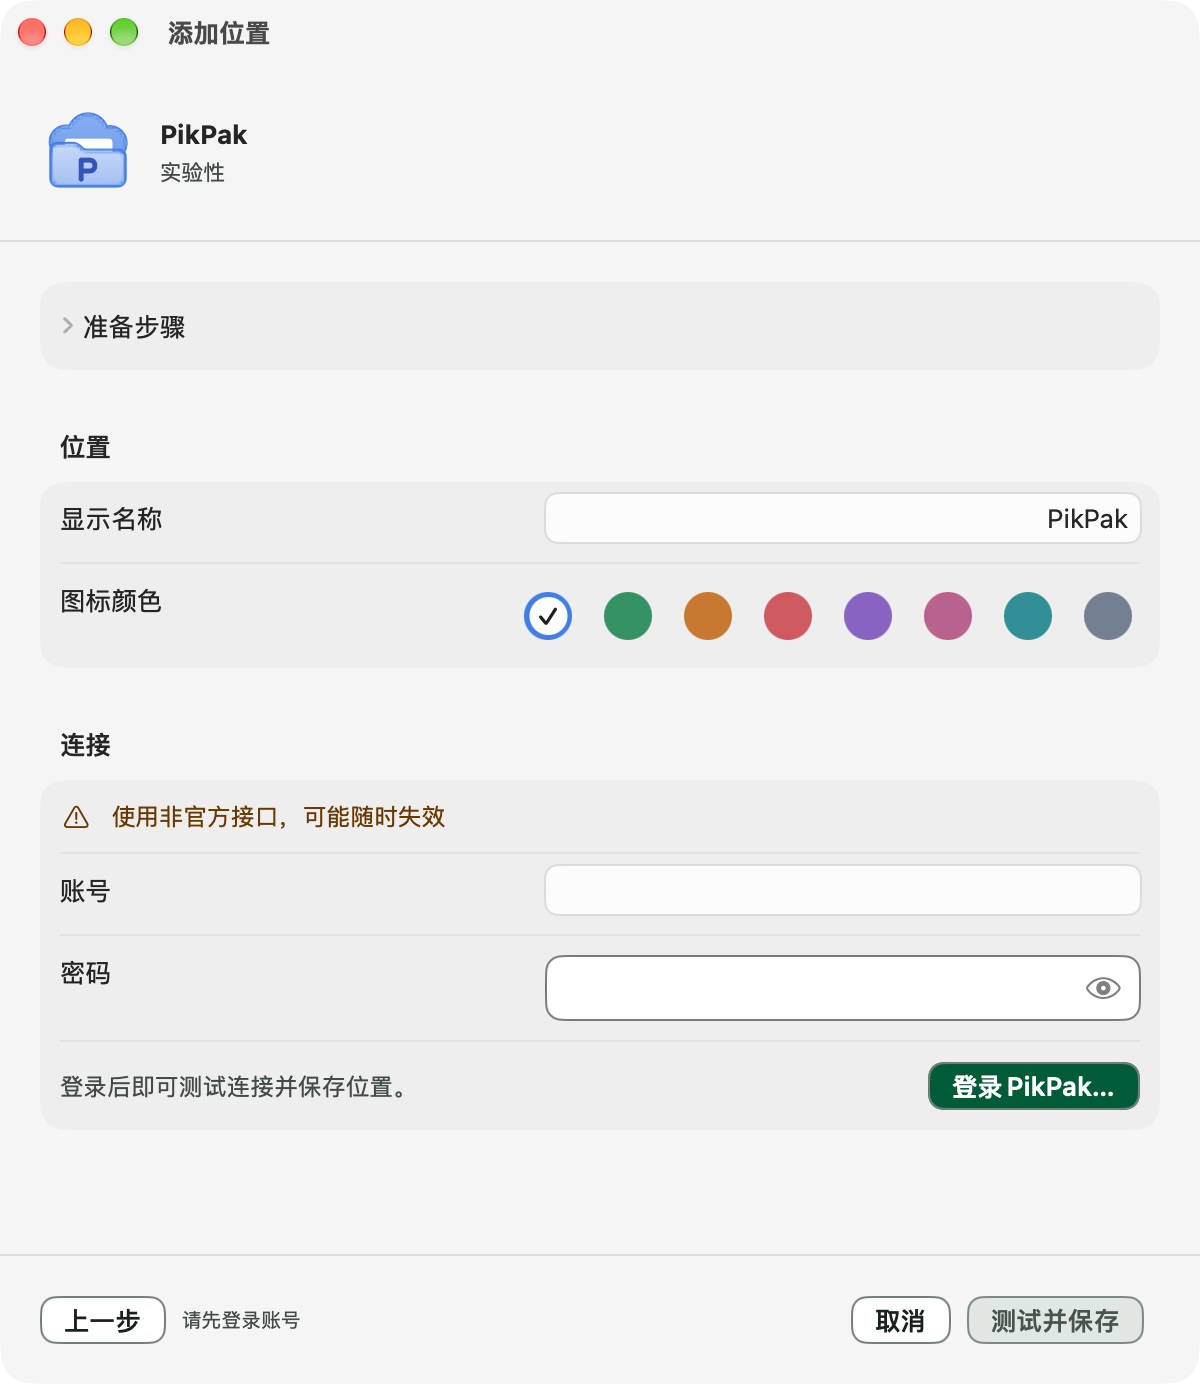 添加位置
P
PikPak
实验性
准备步骤
位置
显示名称 PikPak
图标颜色
连接
使用非官方接口，可能随时失效
账号
密码
登录后即可测试连接并保存位置。 登录 PikPak...
上一步 请先登录账号 取消 测试并保存